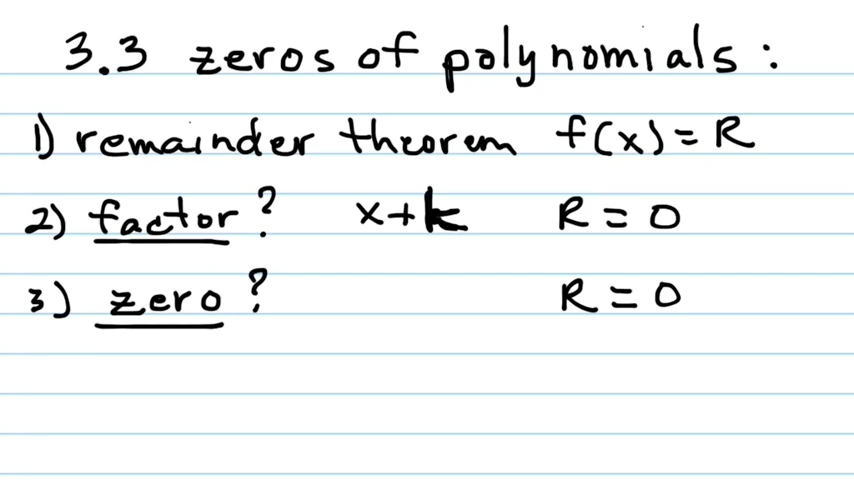 3.3 zeros of polynomials:
1) remainder theorem f(x) = R
2) factor? x+k R = 0
3) zero? R = 0